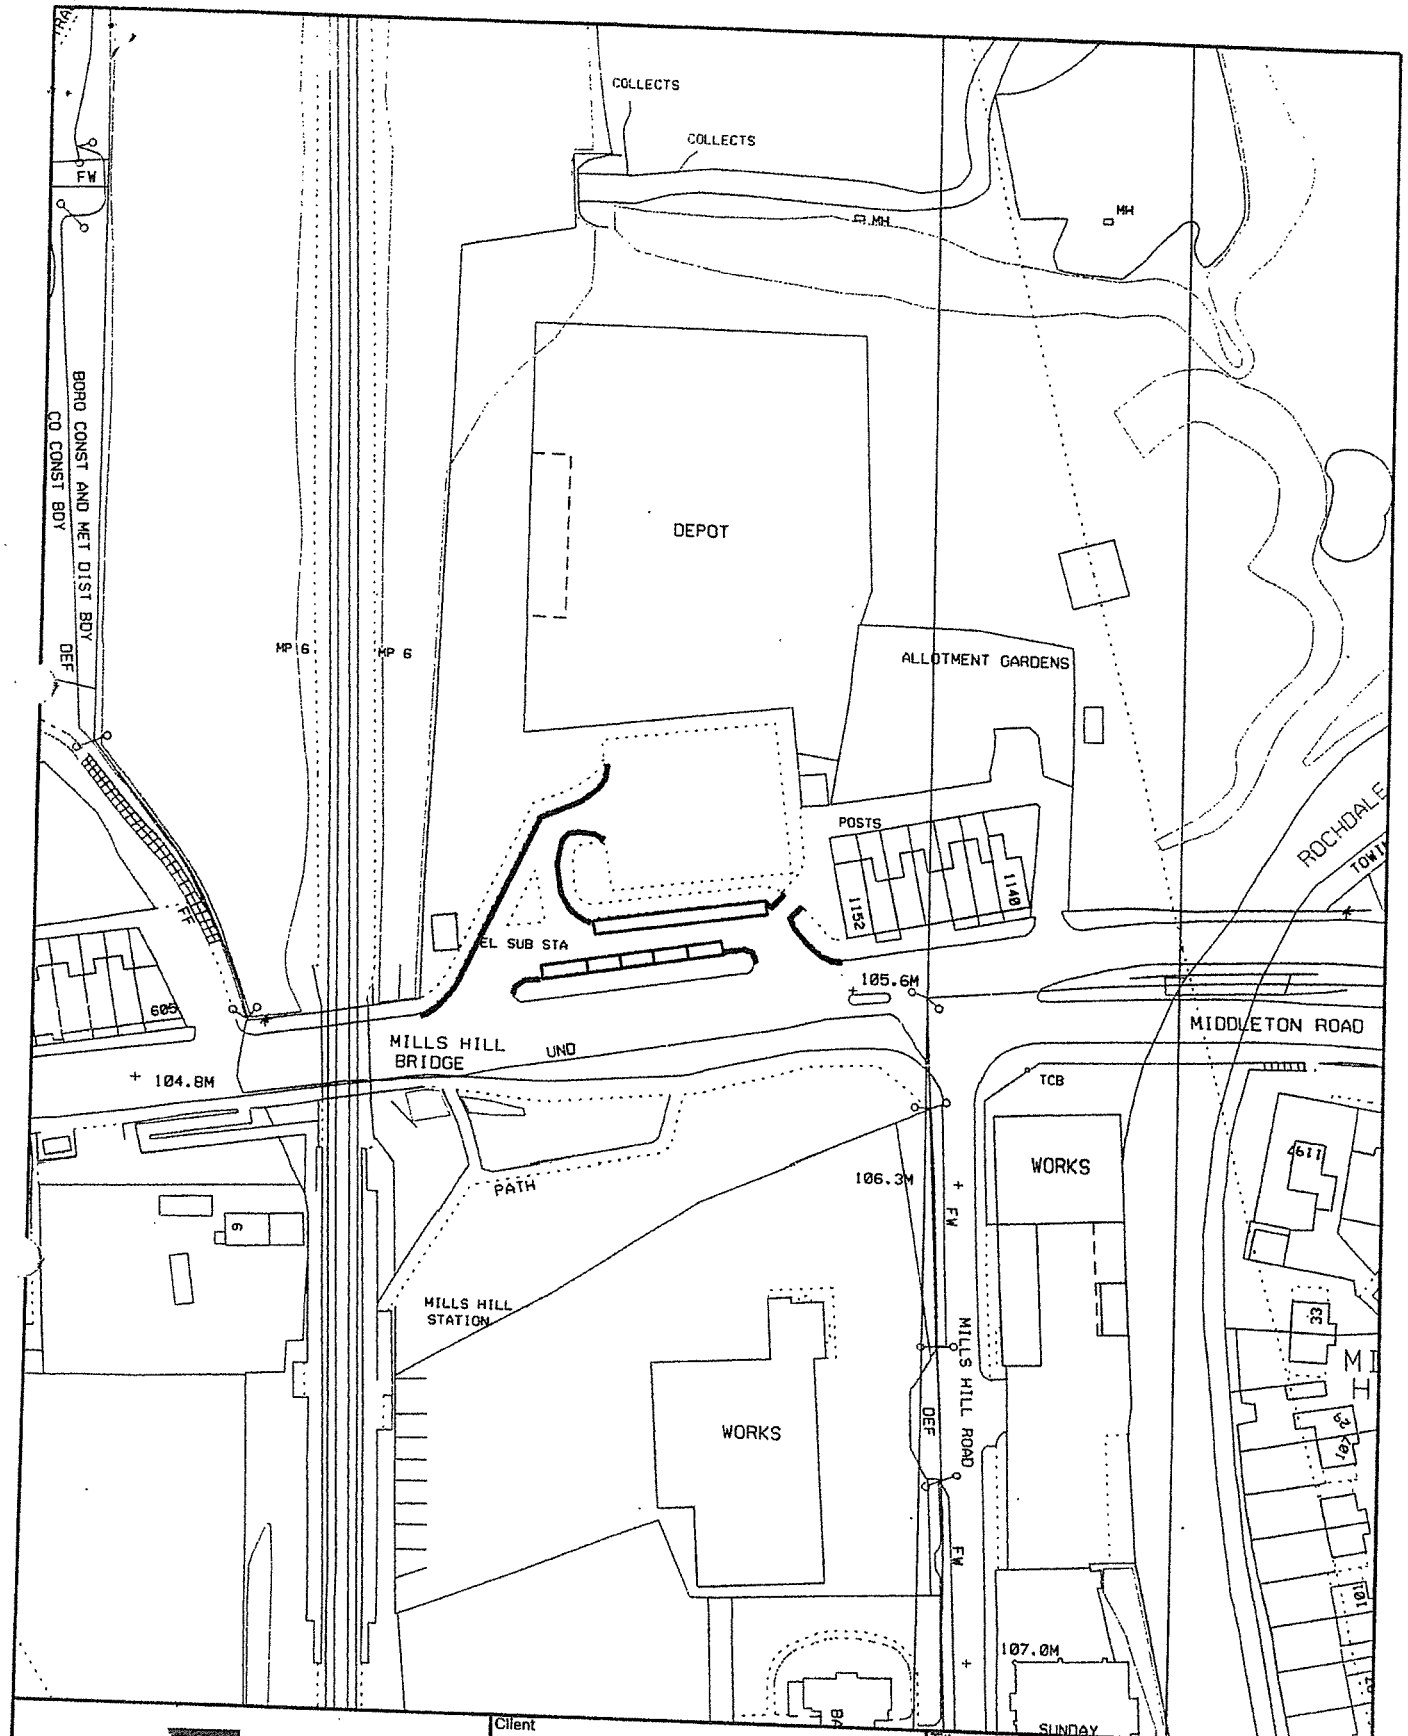 COLLECTS
COLLECTS
FW
MH
MH
BORO CONST AND MET DIST BDY
CO CONST BDY
DEF
DEPOT
MP 6
MP 6
ALLOTMENT GARDENS
ROCHDALE
POSTS
1140
1152
FF
EL SUB STA
605
105.6M
MIDDLETON ROAD
MILLS HILL
BRIDGE
UND
104.8M
TCB
WORKS
1197
PATH
106.3M
FW
6
MILLS HILL
STATION
33
MILLS HILL ROAD
DEF
WORKS
FW
101
107.0M
SUNDAY
Client